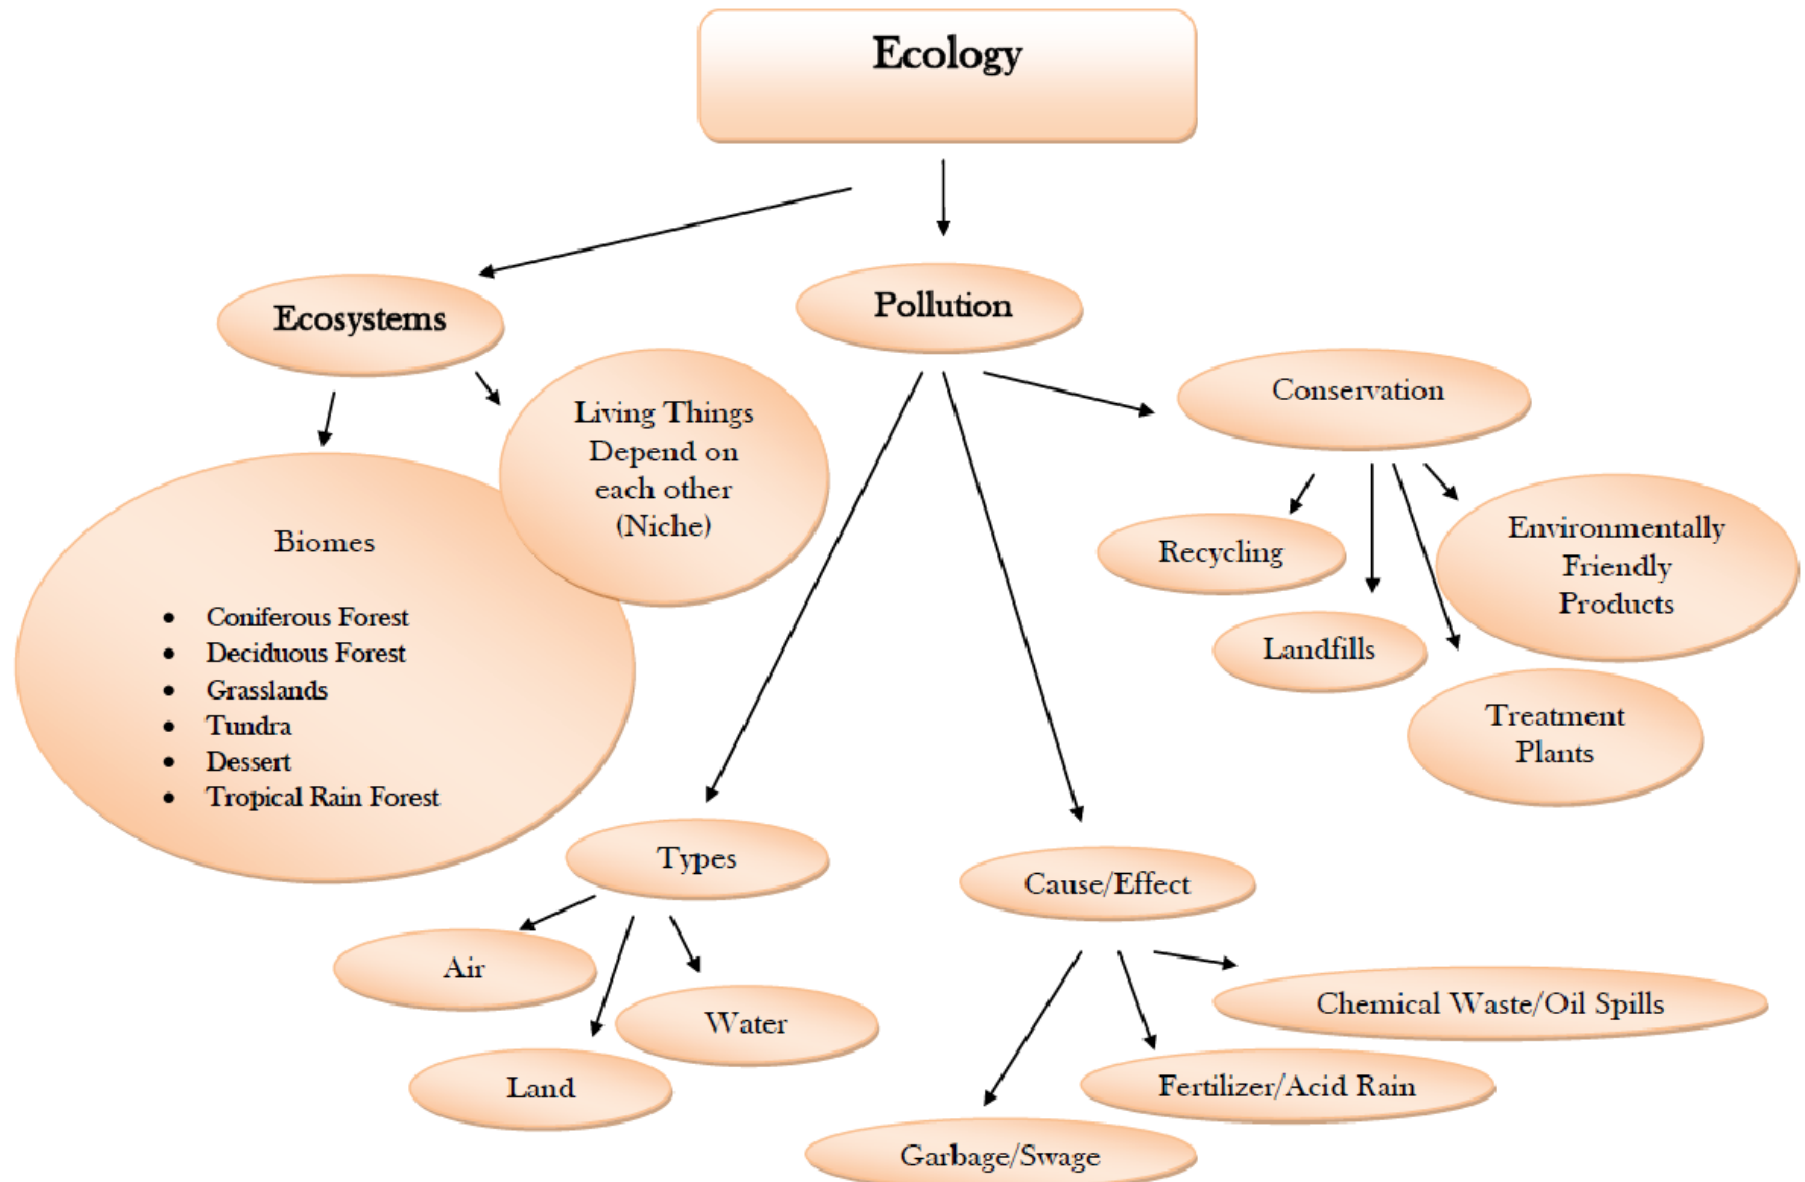 Ecology
Ecosystems
Pollution
Conservation
Living Things
Depend on
each other
(Niche)
Biomes
• Coniferous Forest
• Deciduous Forest
• Grasslands
• Tundra
• Dessert
• Tropical Rain Forest
Recycling
Landfills
Environmentally
Friendly
Products
Treatment
Plants
Types
Air
Water
Land
Cause/Effect
Chemical Waste/Oil Spills
Fertilizer/Acid Rain
Garbage/Swage